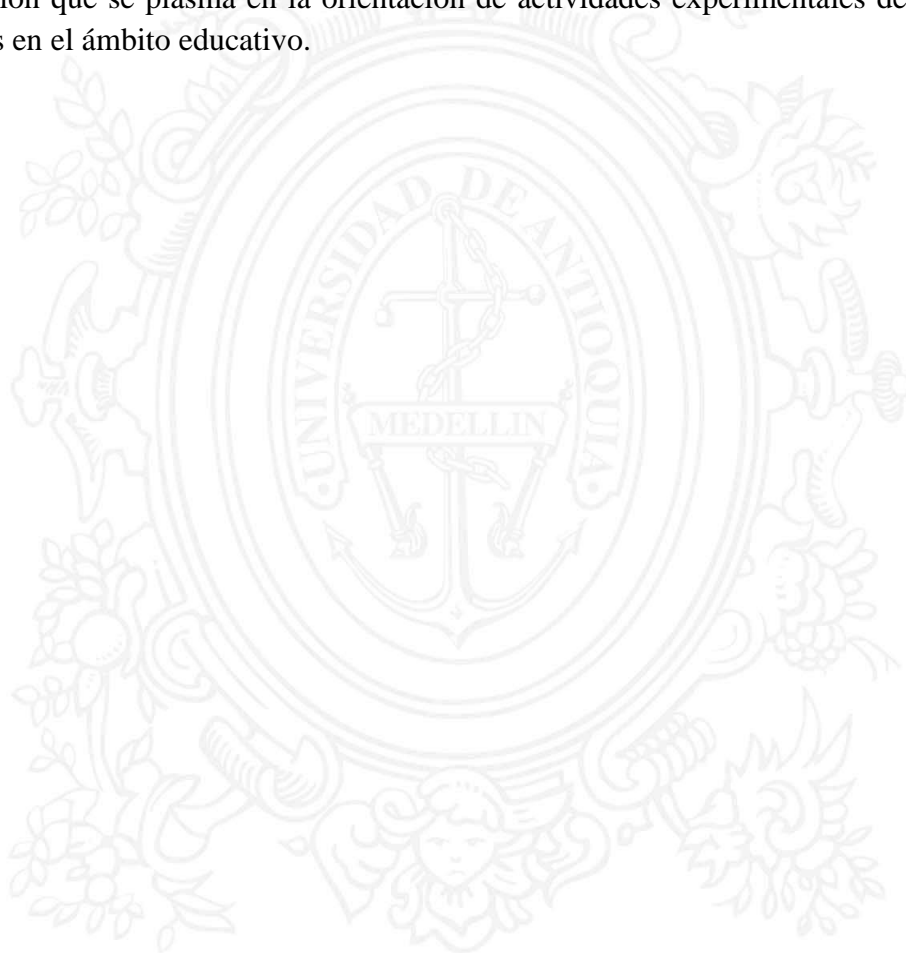 ión que se plasma en la orientación de actividades experimentales de
s en el ámbito educativo.
UNIVERSIDAD DE ANTIOQUIA
MEDELLIN